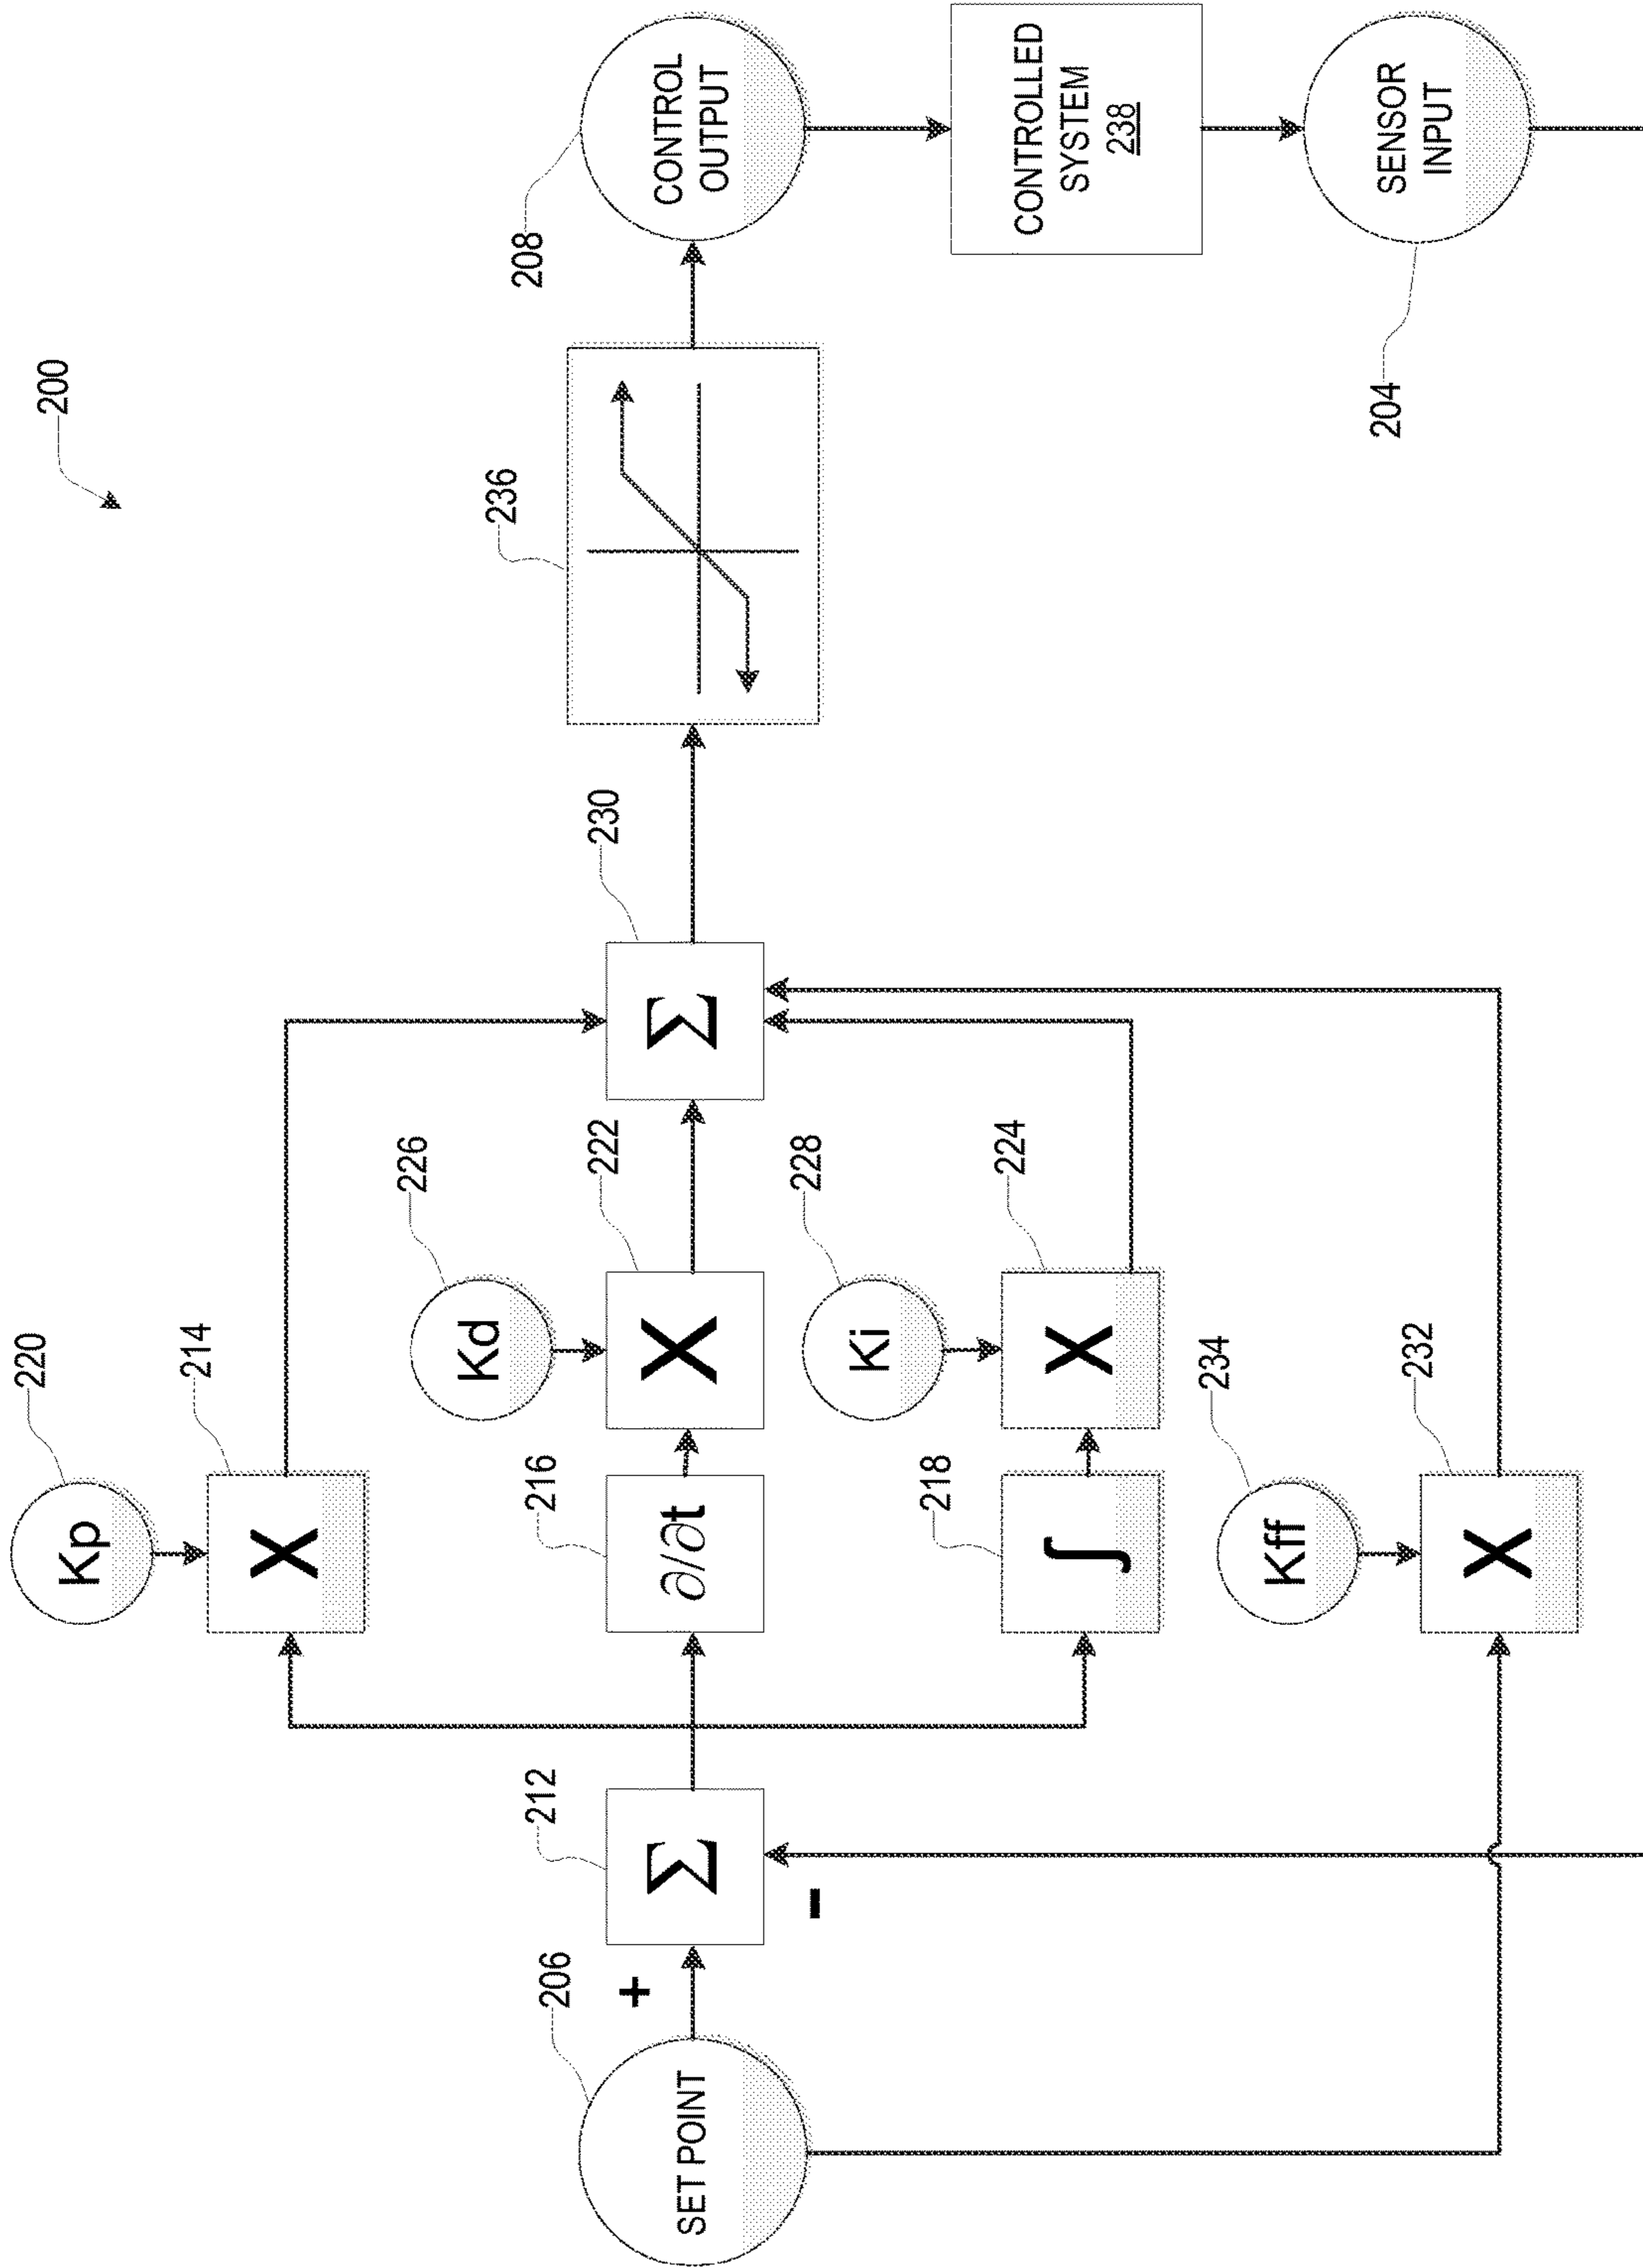 200
220
Kp
214
X
226
Kd
222
X
216
∂/∂t
212
Σ
206
SET POINT
+
-
230
Σ
236
208
CONTROL
OUTPUT
CONTROLLED
SYSTEM
238
SENSOR
INPUT
204
228
Ki
224
X
218
∫
234
Kff
232
X